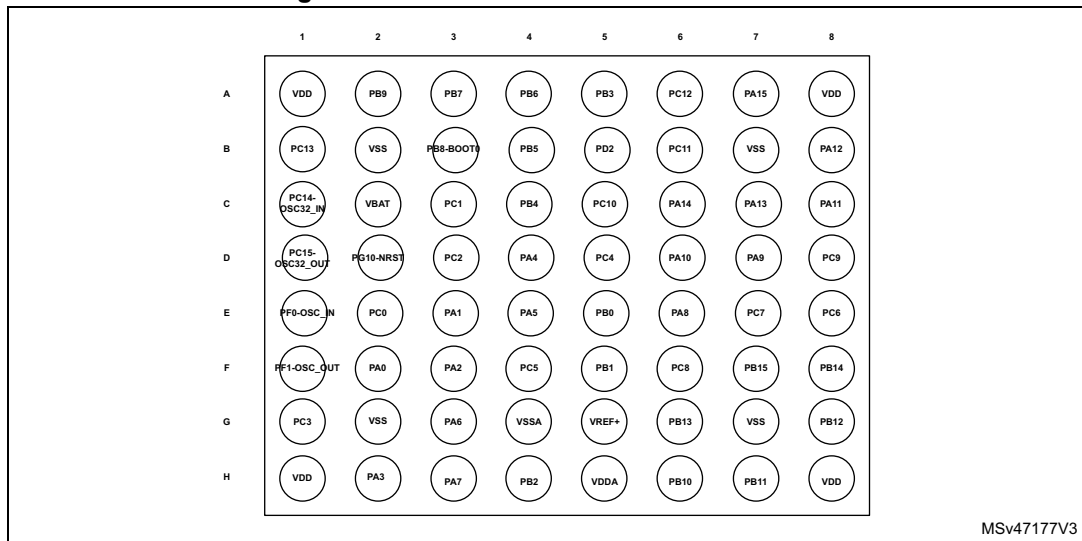 1 2 3 4 5 6 7 8
A VDD PB9 PB7 PB6 PB3 PC12 PA15 VDD
B PC13 VSS PB8-BOOT0 PB5 PD2 PC11 VSS PA12
C PC14-OSC32_IN VBAT PC1 PB4 PC10 PA14 PA13 PA11
D PC15-OSC32_OUT PG10-NRST PC2 PA4 PC4 PA10 PA9 PC9
E PF0-OSC_IN PC0 PA1 PA5 PB0 PA8 PC7 PC6
F PF1-OSC_OUT PA0 PA2 PC5 PB1 PC8 PB15 PB14
G PC3 VSS PA6 VSSA VREF+ PB13 VSS PB12
H VDD PA3 PA7 PB2 VDDA PB10 PB11 VDD
MSv47177V3